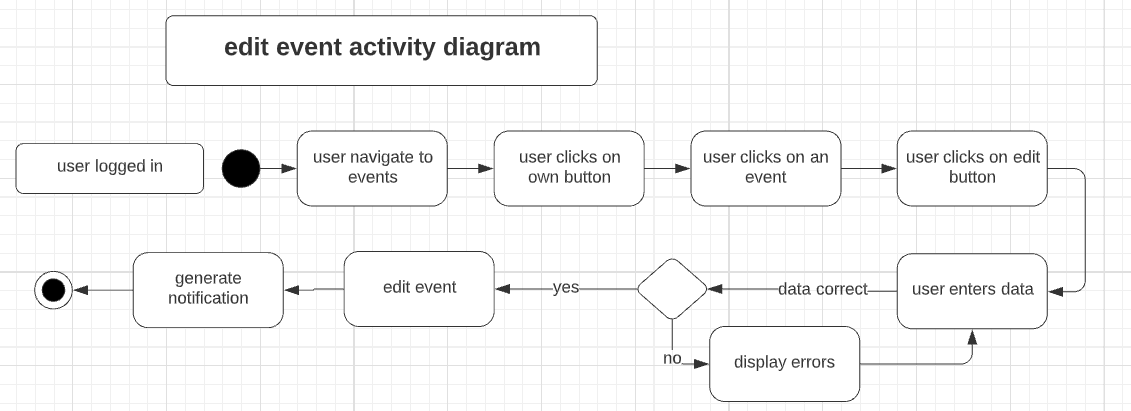 edit event activity diagram
user logged in
user navigate to
events
user clicks on
own button
user clicks on an
event
user clicks on edit
button
user enters data
data correct
yes
edit event
generate
notification
no
display errors